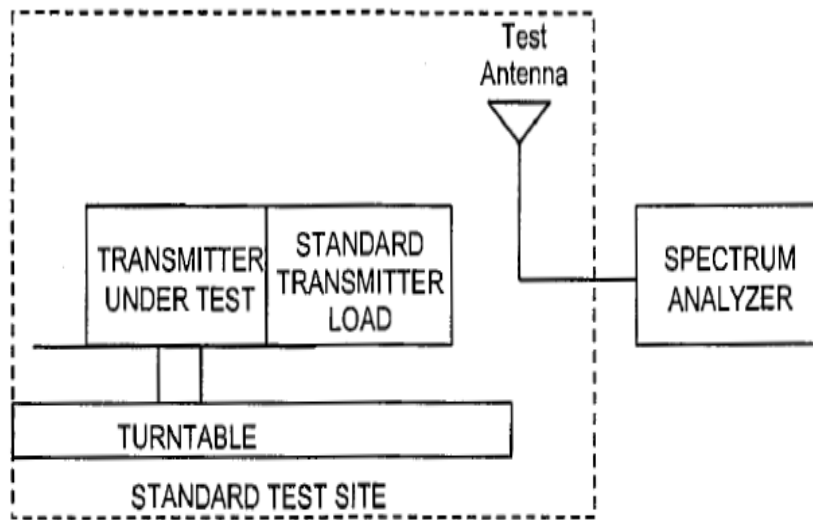 Test
Antenna
TRANSMITTER
UNDER TEST
STANDARD
TRANSMITTER
LOAD
SPECTRUM
ANALYZER
TURNTABLE
STANDARD TEST SITE